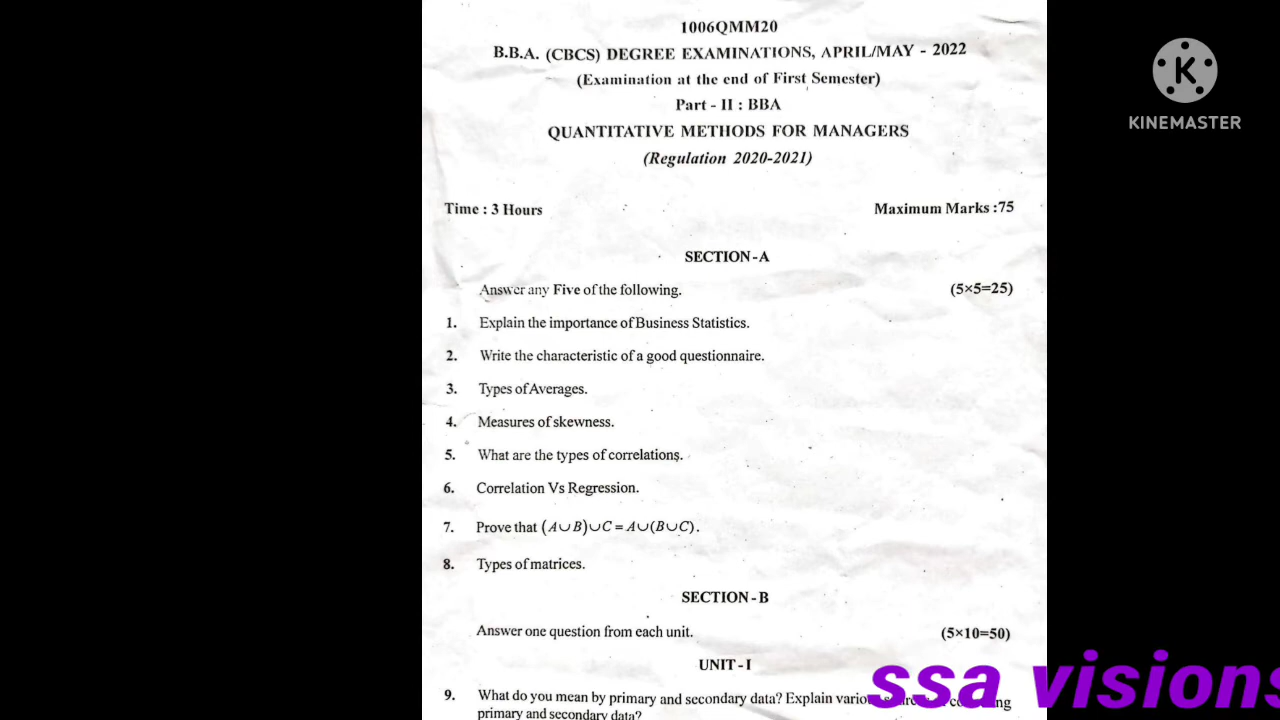 1006QMM20
B.B.A. (CBCS) DEGREE EXAMINATIONS, APRIL/MAY - 2022
(Examination at the end of First Semester)
Part - II : BBA
QUANTITATIVE METHODS FOR MANAGERS
(Regulation 2020-2021)
Time : 3 Hours Maximum Marks :75
SECTION-A
Answer any Five of the following. (5×5=25)
1. Explain the importance of Business Statistics.
2. Write the characteristic of a good questionnaire.
3. Types of Averages.
4. Measures of skewness.
5. What are the types of correlations.
6. Correlation Vs Regression.
7. Prove that (A∪B)∪C = A∪(B∪C).
8. Types of matrices.
SECTION-B
Answer one question from each unit. (5×10=50)
UNIT-I
9. What do you mean by primary and secondary data? Explain
primary and secondary data?
K
KINEMASTER
ssa visions